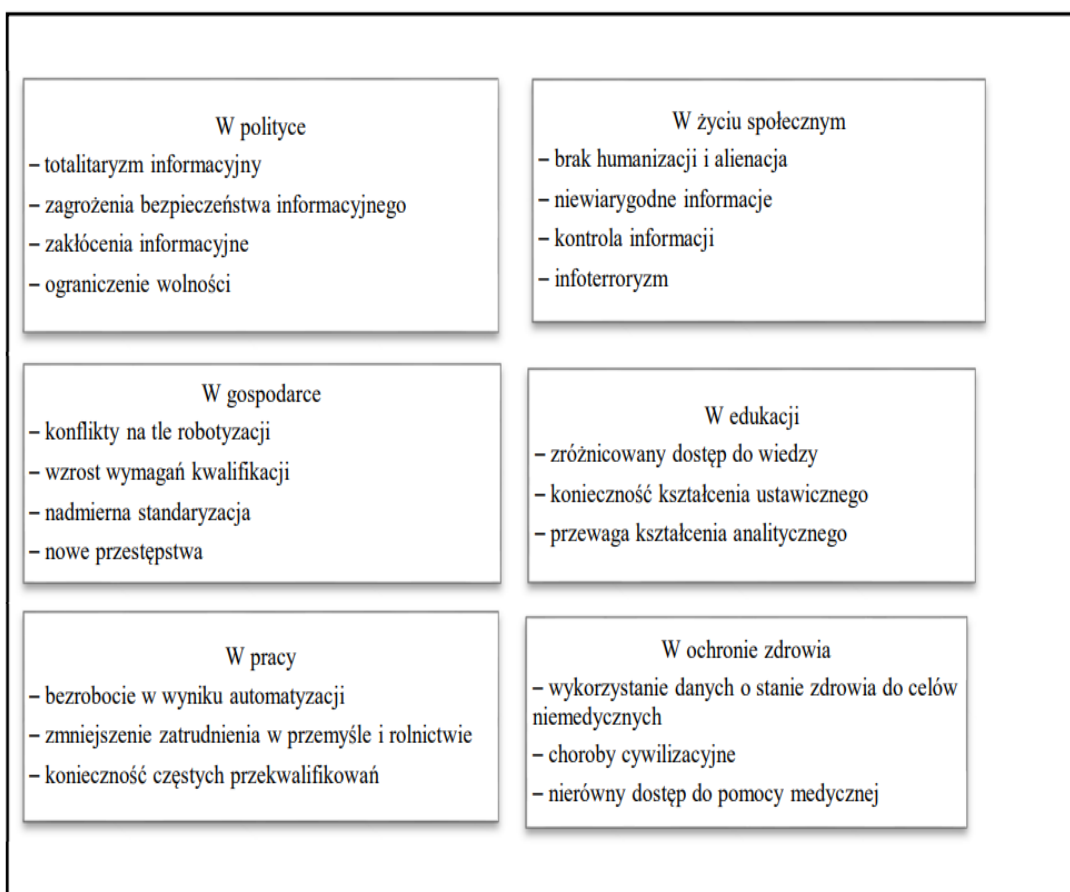 W polityce
– totalitaryzm informacyjny
– zagrożenia bezpieczeństwa informacyjnego
– zakłócenia informacyjne
– ograniczenie wolności
W życiu społecznym
– brak humanizacji i alienacja
– niewiarygodne informacje
– kontrola informacji
– infoterroryzm
W gospodarce
– konflikty na tle robotyzacji
– wzrost wymagań kwalifikacji
– nadmierna standaryzacja
– nowe przestępstwa
W edukacji
– zróżnicowany dostęp do wiedzy
– konieczność kształcenia ustawicznego
– przewaga kształcenia analitycznego
W pracy
– bezrobocie w wyniku automatyzacji
– zmniejszenie zatrudnienia w przemyśle i rolnictwie
– konieczność częstych przekwalifikowań
W ochronie zdrowia
– wykorzystanie danych o stanie zdrowia do celów
niemedycznych
– choroby cywilizacyjne
– nierówny dostęp do pomocy medycznej